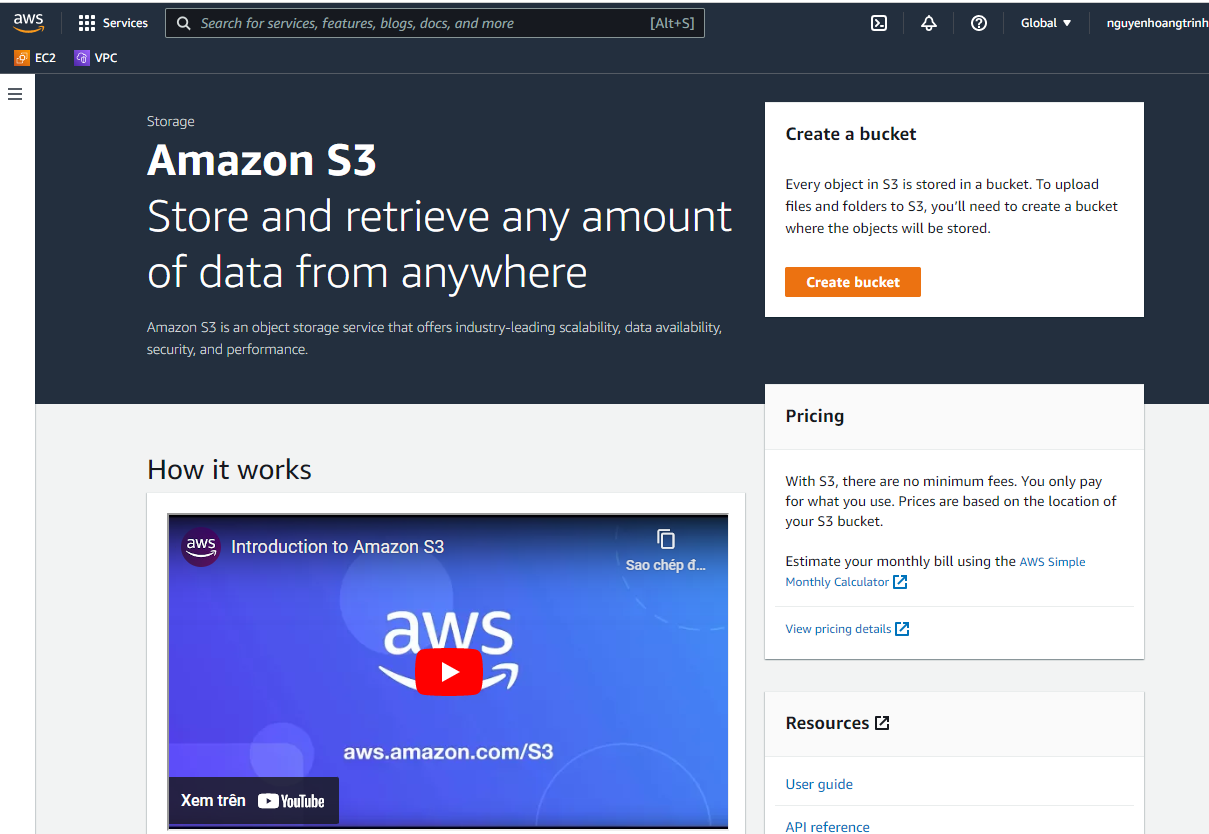 aws
Services
Search for services, features, blogs, docs, and more
[Alt+S]
Global
nguyenhoangtrinh
EC2
VPC
Storage
Amazon S3
Store and retrieve any amount
of data from anywhere
Amazon S3 is an object storage service that offers industry-leading scalability, data availability,
security, and performance.
Create a bucket
Every object in S3 is stored in a bucket. To upload
files and folders to S3, you’ll need to create a bucket
where the objects will be stored.
Create bucket
Pricing
With S3, there are no minimum fees. You only pay
for what you use. Prices are based on the location of
your S3 bucket.
Estimate your monthly bill using the AWS Simple
Monthly Calculator
View pricing details
How it works
aws
Introduction to Amazon S3
Sao chép đ...
aws
aws.amazon.com/S3
Xem trên YouTube
Resources
User guide
API reference